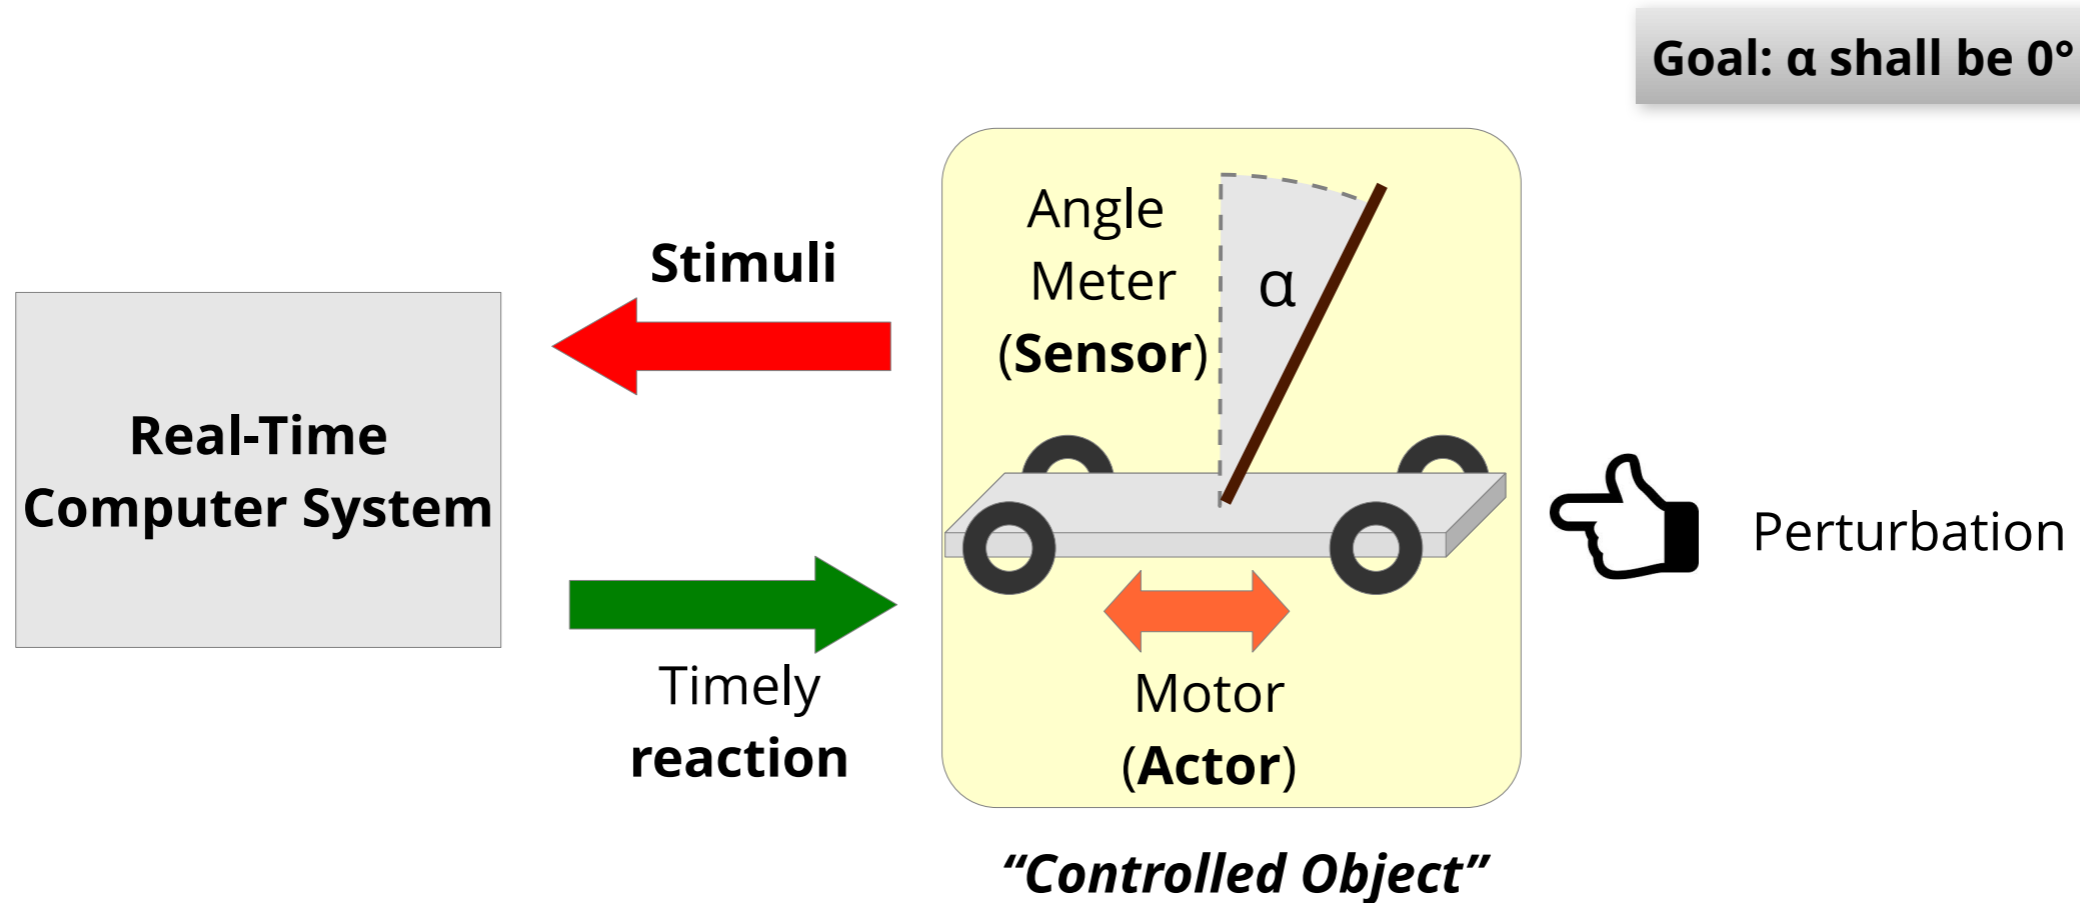 Goal: α shall be 0°
Angle
Meter
(Sensor)
α
Stimuli
Real-Time
Computer System
Perturbation
Timely
reaction
Motor
(Actor)
“Controlled Object”